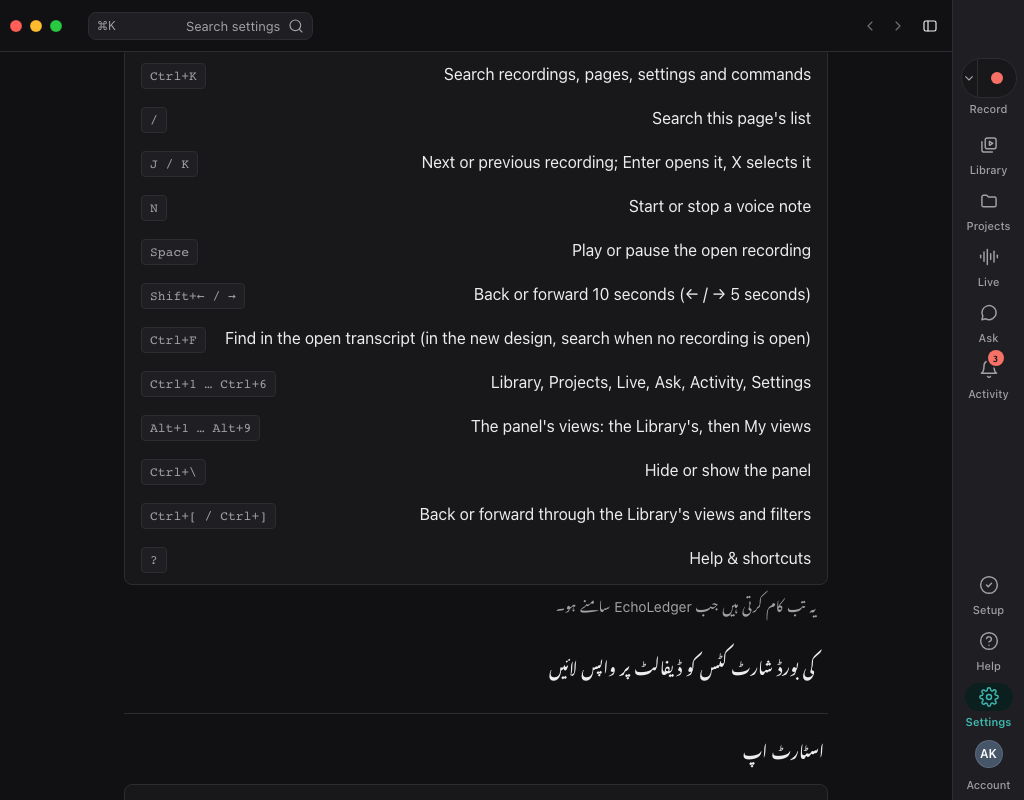 ⌘K
Search settings
Ctrl+K
Search recordings, pages, settings and commands
/
Search this page's list
J / K
Next or previous recording; Enter opens it, X selects it
N
Start or stop a voice note
Space
Play or pause the open recording
Shift+← / →
Back or forward 10 seconds (← / → 5 seconds)
Ctrl+F
Find in the open transcript (in the new design, search when no recording is open)
Ctrl+1 … Ctrl+6
Library, Projects, Live, Ask, Activity, Settings
Alt+1 … Alt+9
The panel's views: the Library's, then My views
Ctrl+\
Hide or show the panel
Ctrl+[ / Ctrl+]
Back or forward through the Library's views and filters
?
Help & shortcuts
یہ تب کام کرتی ہیں جب EchoLedger سامنے ہو۔
کی بورڈ شارٹ کٹس کو ڈیفالٹ پر واپس لائیں
اسٹارٹ اپ
Record
Library
Projects
Live
Ask
3
Activity
Setup
Help
Settings
AK
Account